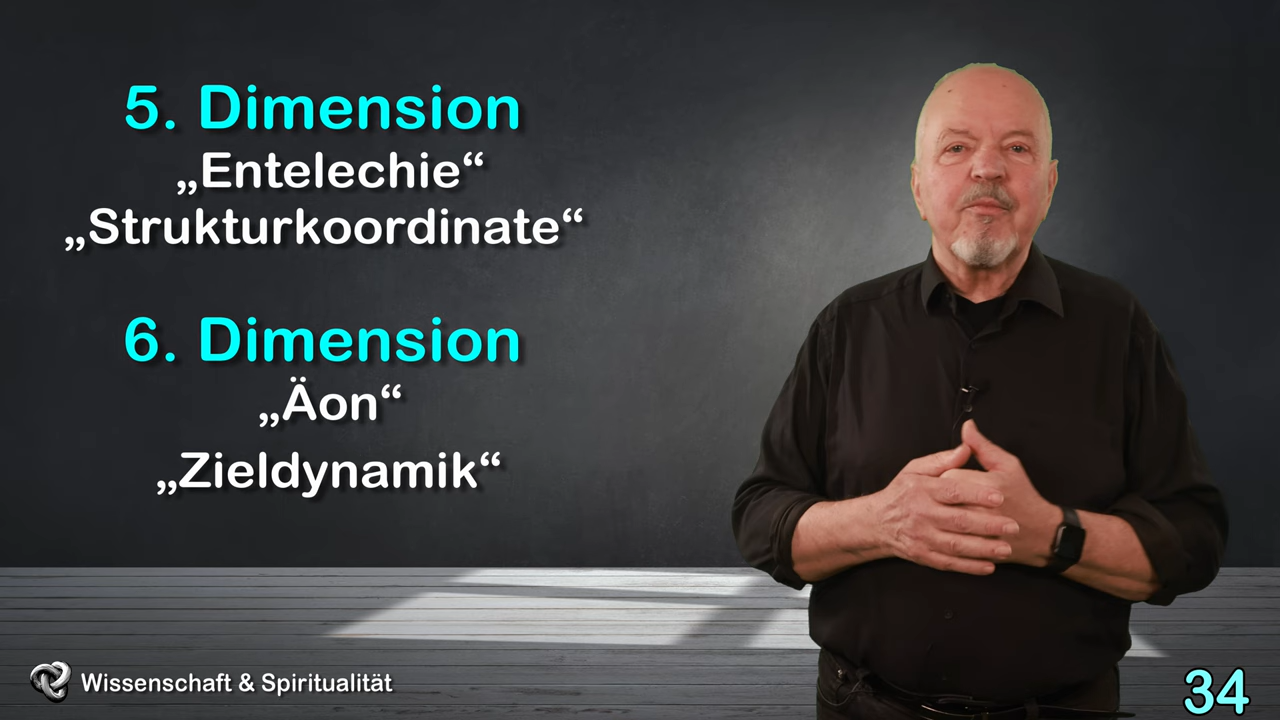 5. Dimension
„Entelechie“
„Strukturkoordinate“
6. Dimension
„Äon“
„Zieldynamik“
Wissenschaft & Spiritualität
34